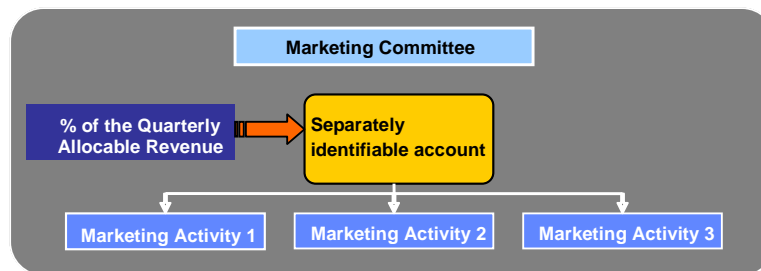 Marketing Committee
% of the Quarterly
Allocable Revenue
Separately
identifiable account
Marketing Activity 1
Marketing Activity 2
Marketing Activity 3